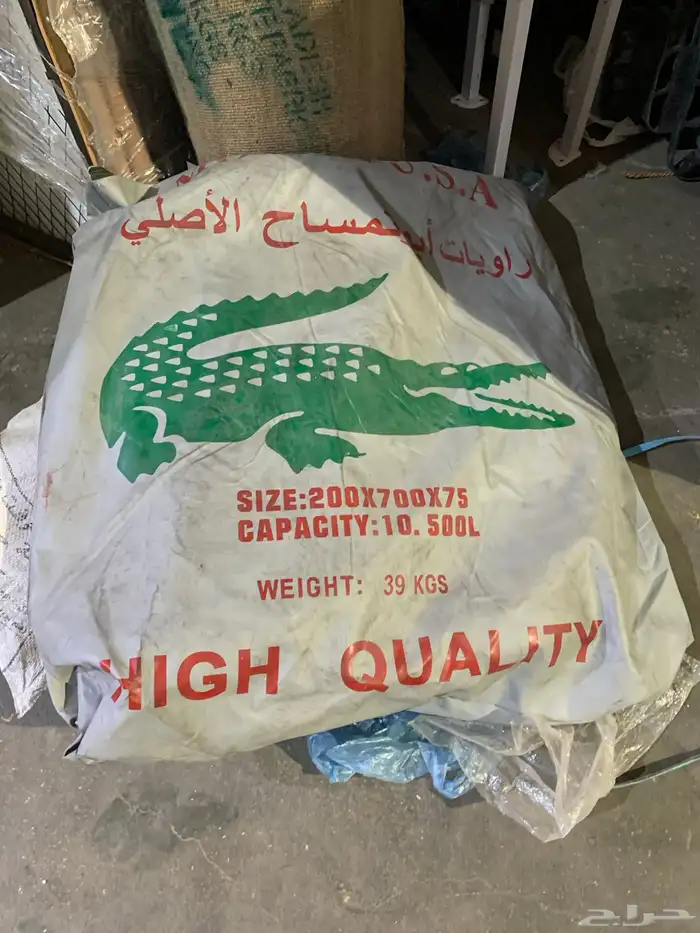 U.S.A
راويات أبو تمساح الأصلي
SIZE:200X700X75
CAPACITY:10. 500L
WEIGHT: 39 KGS
HIGH QUALITY
حراج